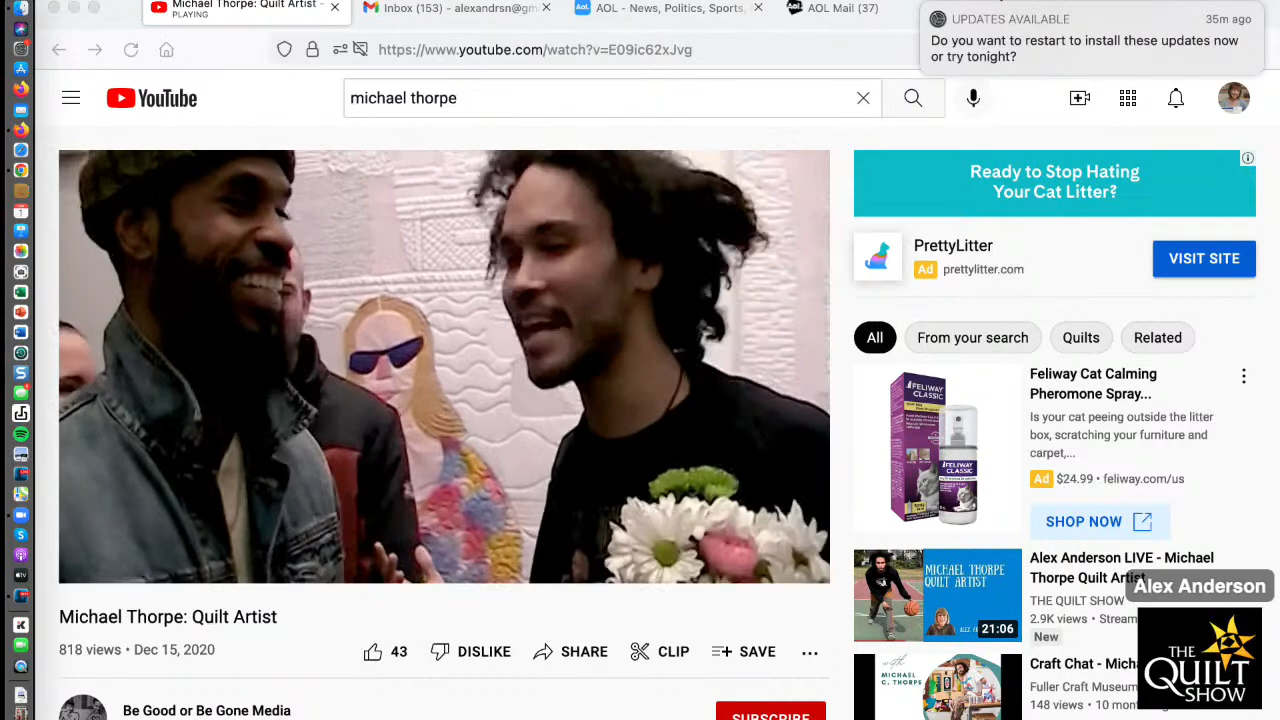 Michael Thorpe: Quilt Artist -
PLAYING
Inbox (153) - alexandrsn@gm
AOL - News, Politics, Sports,
AOL Mail (37)
UPDATES AVAILABLE
35m ago
Do you want to restart to install these updates now
or try tonight?
https://www.youtube.com/watch?v=E09ic62xJvg
YouTube
michael thorpe
Ready to Stop Hating
Your Cat Litter?
PrettyLitter
Ad prettylitter.com
VISIT SITE
All
From your search
Quilts
Related
FELIWAY
CLASSIC
Feliway Cat Calming
Pheromone Spray...
Is your cat peeing outside the litter
box, scratching your furniture and
carpet,...
Ad $24.99 • feliway.com/us
SHOP NOW
MICHAEL THORPE
QUILT ARTIST
21:06
Alex Anderson LIVE - Michael
Thorpe Quilt Artist
THE QUILT SHOW
2.9K views • Stream
New
Alex Anderson
THE
QUILT
SHOW
with
MICHAEL
C. THORPE
Craft Chat - Mich
Fuller Craft Museum
148 views • 10 mon
Michael Thorpe: Quilt Artist
818 views • Dec 15, 2020
43
DISLIKE
SHARE
CLIP
SAVE
Be Good or Be Gone Media
SUBSCRIBE